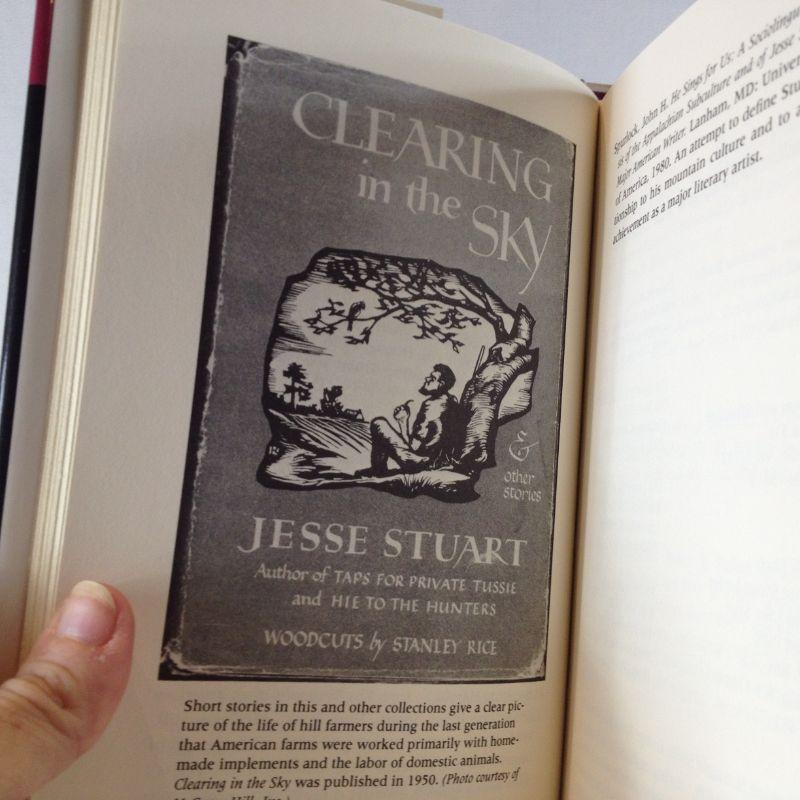 CLEARING
in the
SKY
&
other
stories
JESSE STUART
Author of TAPS FOR PRIVATE TUSSIE
and HIE TO THE HUNTERS
WOODCUTS by STANLEY RICE
Short stories in this and other collections give a clear pic-
ture of the life of hill farmers during the last generation
that American farms were worked primarily with home-
made implements and the labor of domestic animals.
Clearing in the Sky was published in 1950. (Photo courtesy of
Spurlock, John H. He Sings for Us: A Sociolingui
sis of the Appalachian Subculture and of Jesse
Major American Writer. Lanham, MD: Univer
of America, 1980. An attempt to define Stu
tionship to his mountain culture and to a
achievement as a major literary artist.